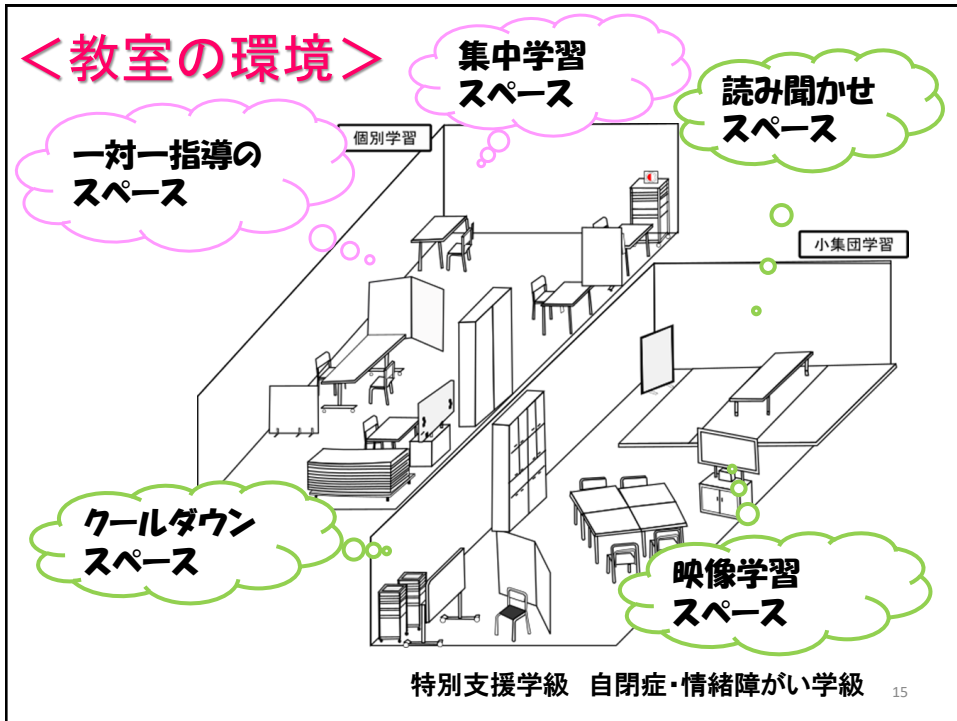 ＜教室の環境＞
集中学習
スペース
読み聞かせ
スペース
一対一指導の
スペース
個別学習
小集団学習
クールダウン
スペース
映像学習
スペース
特別支援学級　自閉症・情緒障がい学級
15